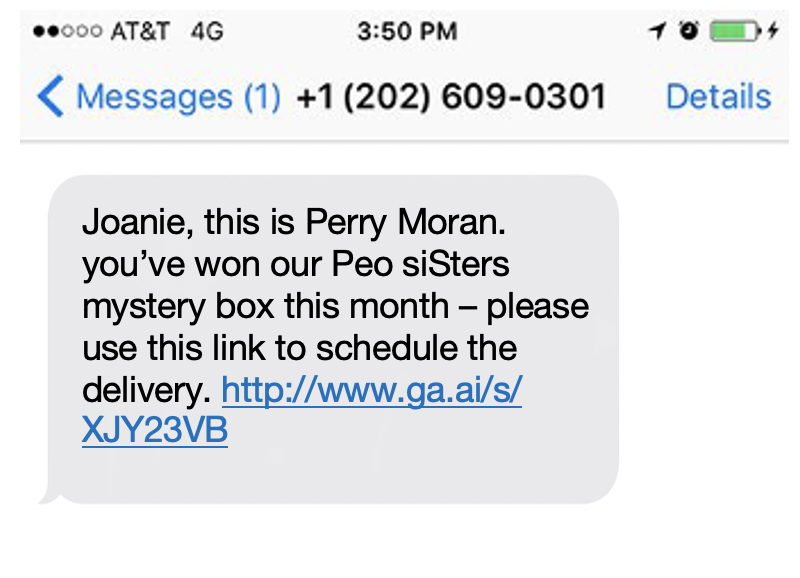 ●●○○○ AT&T 4G 3:50 PM
Messages (1) +1 (202) 609-0301 Details
Joanie, this is Perry Moran.
you’ve won our Peo siSters
mystery box this month – please
use this link to schedule the
delivery. http://www.ga.ai/s/
XJY23VB